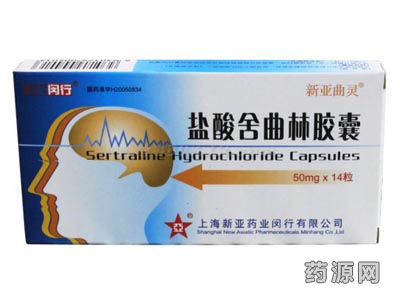 闵行
国药准字H20050834
新亚曲灵®
盐酸舍曲林胶囊
Sertraline Hydrochloride Capsules
50mg x 14粒
上海新亚药业闵行有限公司
Shanghai New Asiatic Pharmaceuticals Minhang Co.,Ltd
药源网